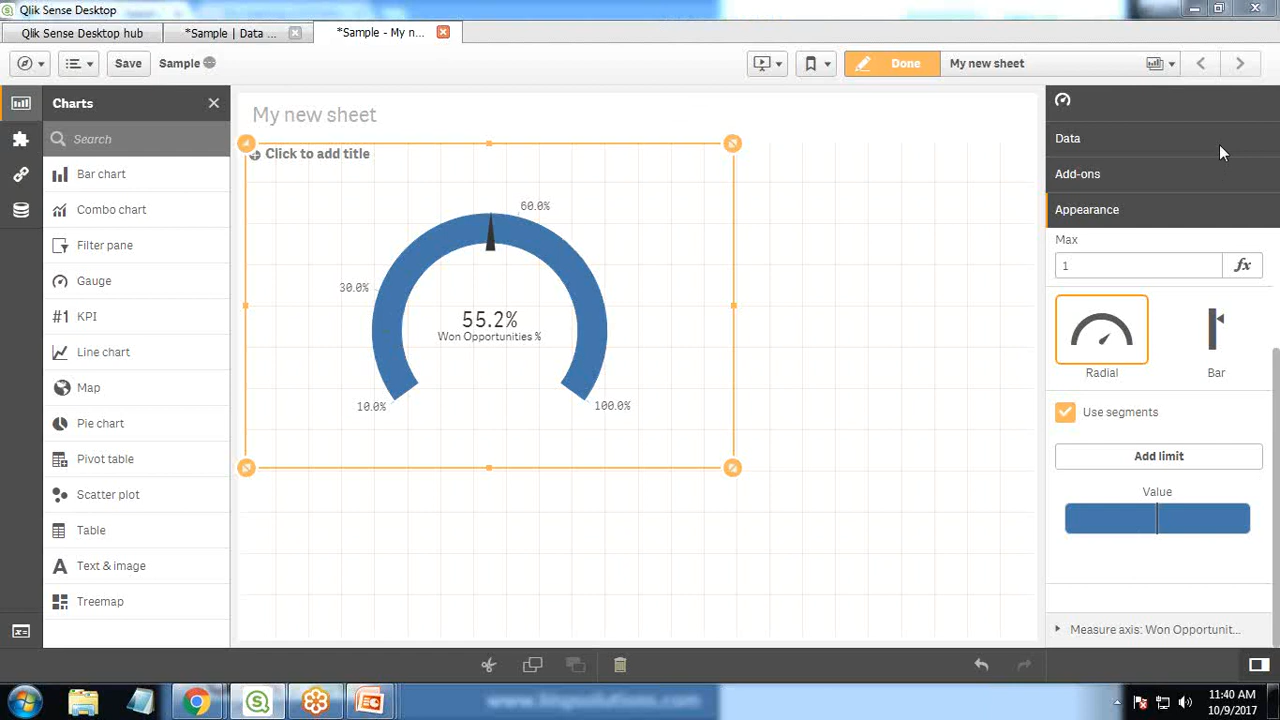 Qlik Sense Desktop
Qlik Sense Desktop hub
*Sample | Data ...
*Sample - My n...
Save
Sample
Done
My new sheet
Charts
Search
Bar chart
Combo chart
Filter pane
Gauge
#1 KPI
Line chart
Map
Pie chart
Pivot table
Scatter plot
Table
A Text & image
Treemap
My new sheet
Click to add title
60.0%
30.0%
55.2%
Won Opportunities %
10.0%
100.0%
Data
Add-ons
Appearance
Max
1
fx
Radial
Bar
Use segments
Add limit
Value
Measure axis: Won Opportunit...
11:40 AM
10/9/2017